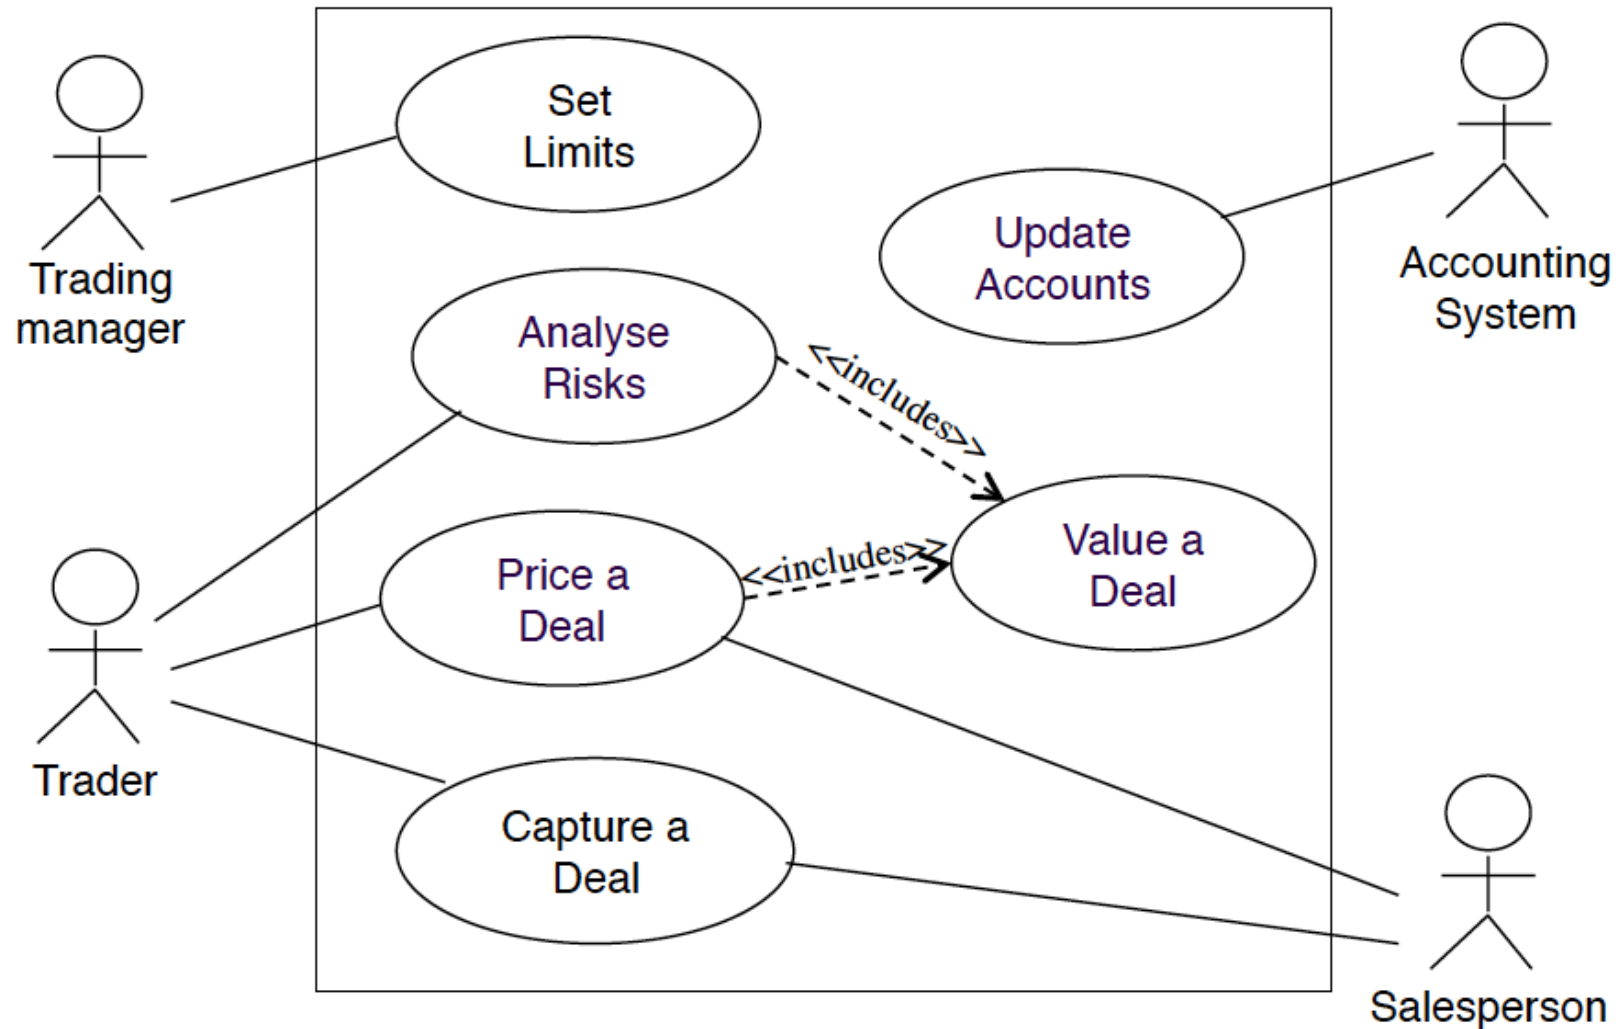 Set
Limits
Trading
manager
Update
Accounts
Accounting
System
Analyse
Risks
<<includes>>
Price a
Deal
<<includes>>
Value a
Deal
Trader
Capture a
Deal
Salesperson